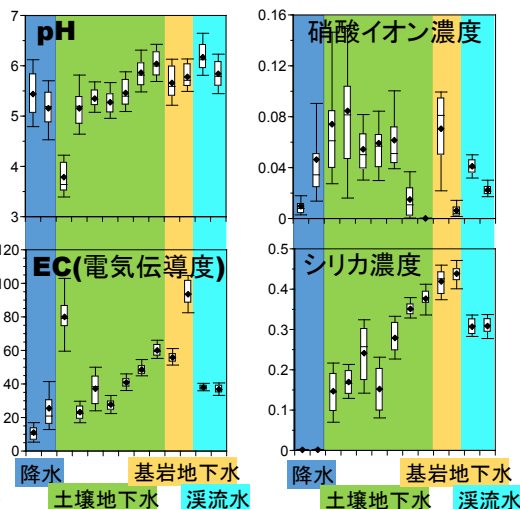 pH
7
6
5
4
3
硝酸イオン濃度
0.16
0.12
0.08
0.04
0
EC(電気伝導度)
120
100
80
60
40
20
0
シリカ濃度
0.5
0.4
0.3
0.2
0.1
0
降水
基岩地下水
土壌地下水
渓流水
降水
基岩地下水
土壌地下水
渓流水